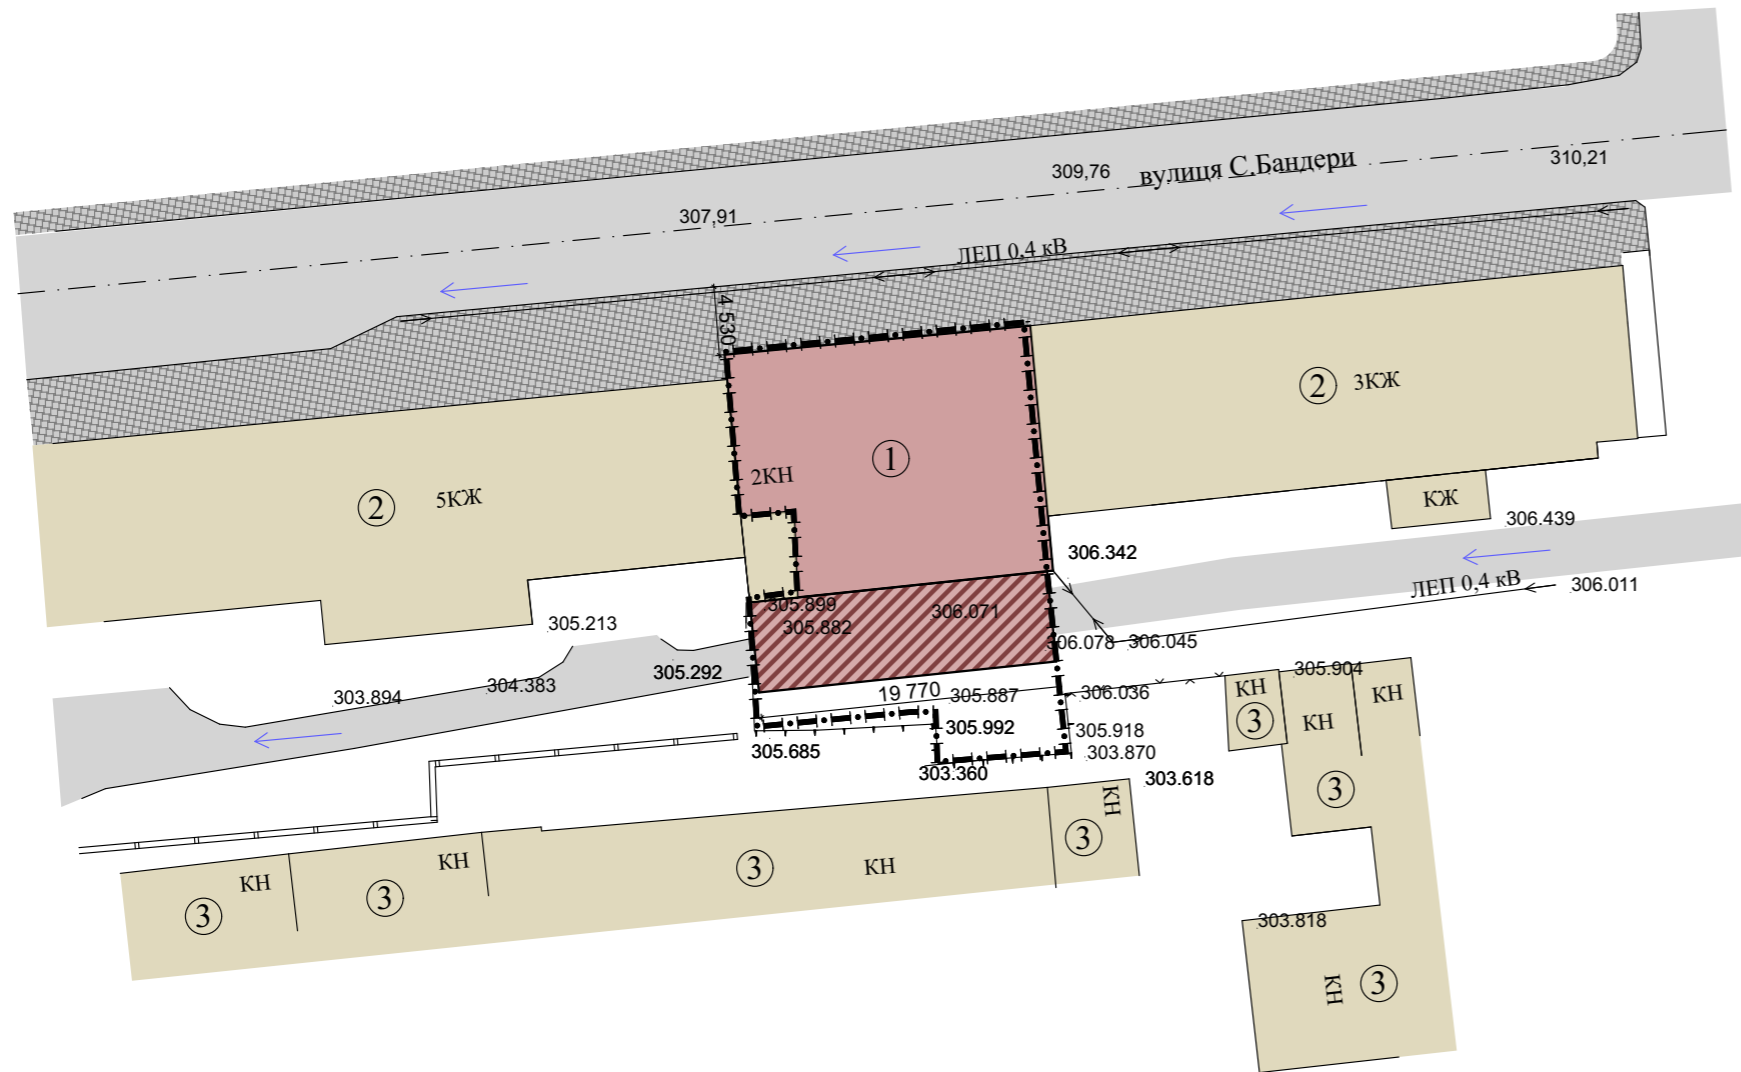 309,76
вулиця С.Бандери
310,21
307,91
ЛЕП 0,4 кВ
4 530
2
3КЖ
1
2КН
2
5КЖ
КЖ
306.439
306.342
ЛЕП 0,4 кВ
306.011
305.899
306.071
305.882
305.213
306.078
306.045
305.292
305.904
304.383
303.894
19 770
305.887
306.036
КН
КН
КН
3
305.992
305.918
305.685
303.870
303.360
303.618
3
КН
3
КН
КН
КН
3
3
3
303.818
КН
3